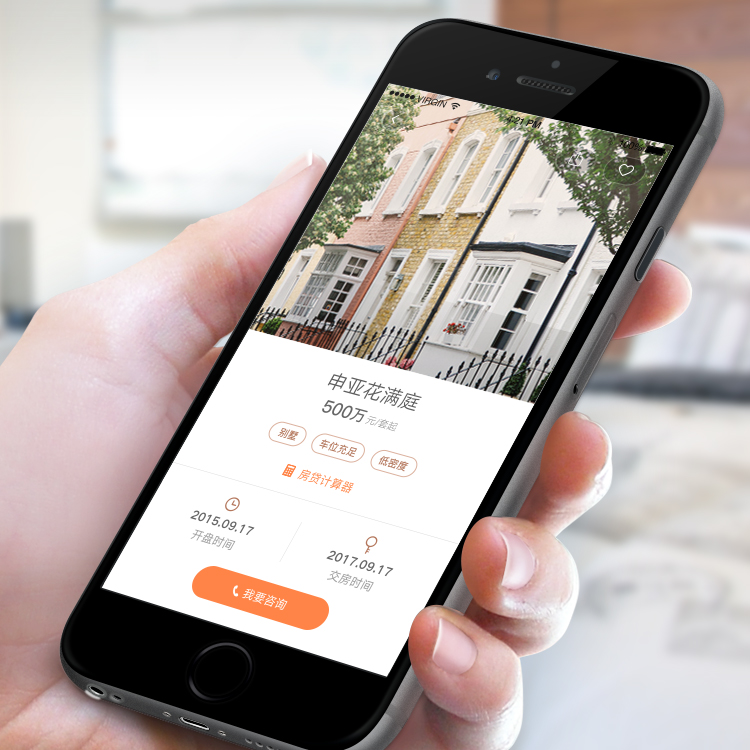 VIRGIN 4:21 PM
申亚花满庭
500万元/套起
别墅 车位充足 低密度
房贷计算器
2015.09.17
开盘时间
2017.09.17
交房时间
我要咨询